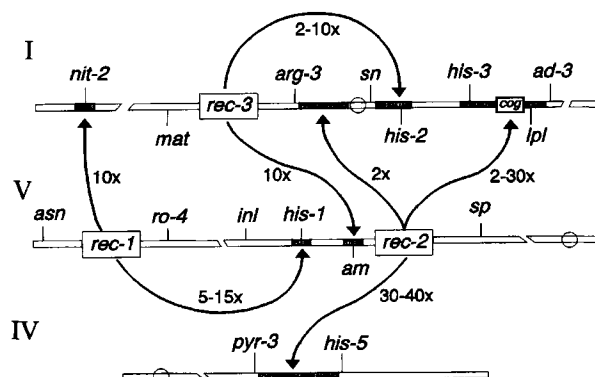 2-10x
I
nit-2 arg-3 sn his-3 ad-3
rec-3 cog
mat his-2 lpl
10x 10x 2x 2-30x
V
asn ro-4 inl his-1 sp
rec-1 rec-2
am
5-15x 30-40x
IV
pyr-3 his-5